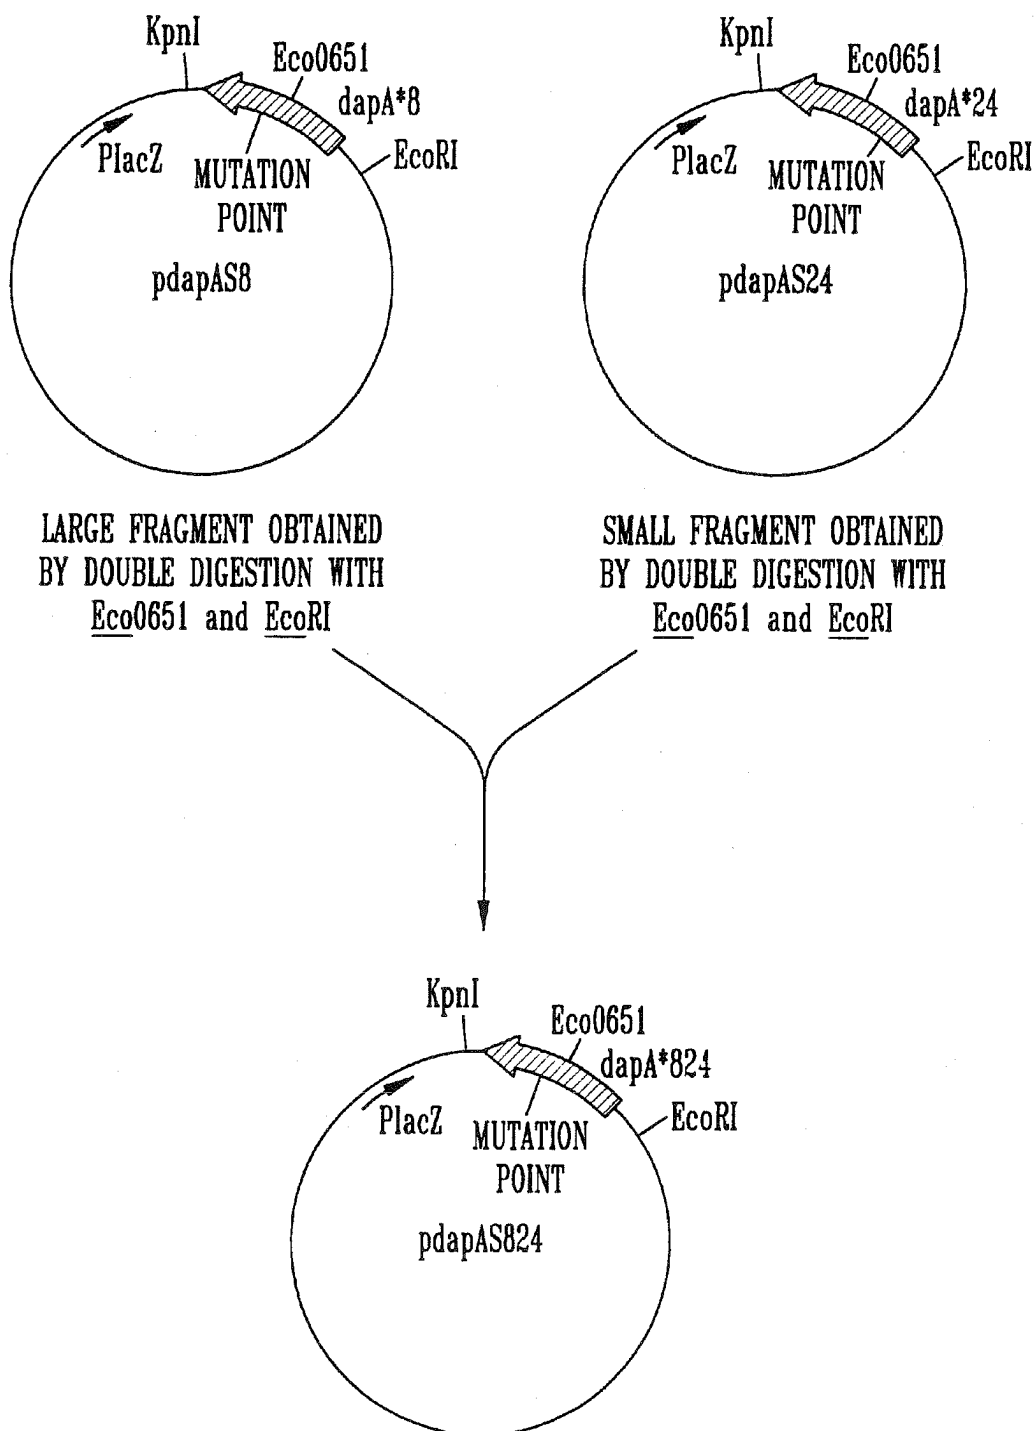 KpnI
Eco0651
dapA*8
EcoRI
PlacZ
MUTATION
POINT
pdapAS8
KpnI
Eco0651
dapA*24
EcoRI
PlacZ
MUTATION
POINT
pdapAS24
LARGE FRAGMENT OBTAINED
BY DOUBLE DIGESTION WITH
Eco0651 and EcoRI
SMALL FRAGMENT OBTAINED
BY DOUBLE DIGESTION WITH
Eco0651 and EcoRI
KpnI
Eco0651
dapA*824
EcoRI
PlacZ
MUTATION
POINT
pdapAS824